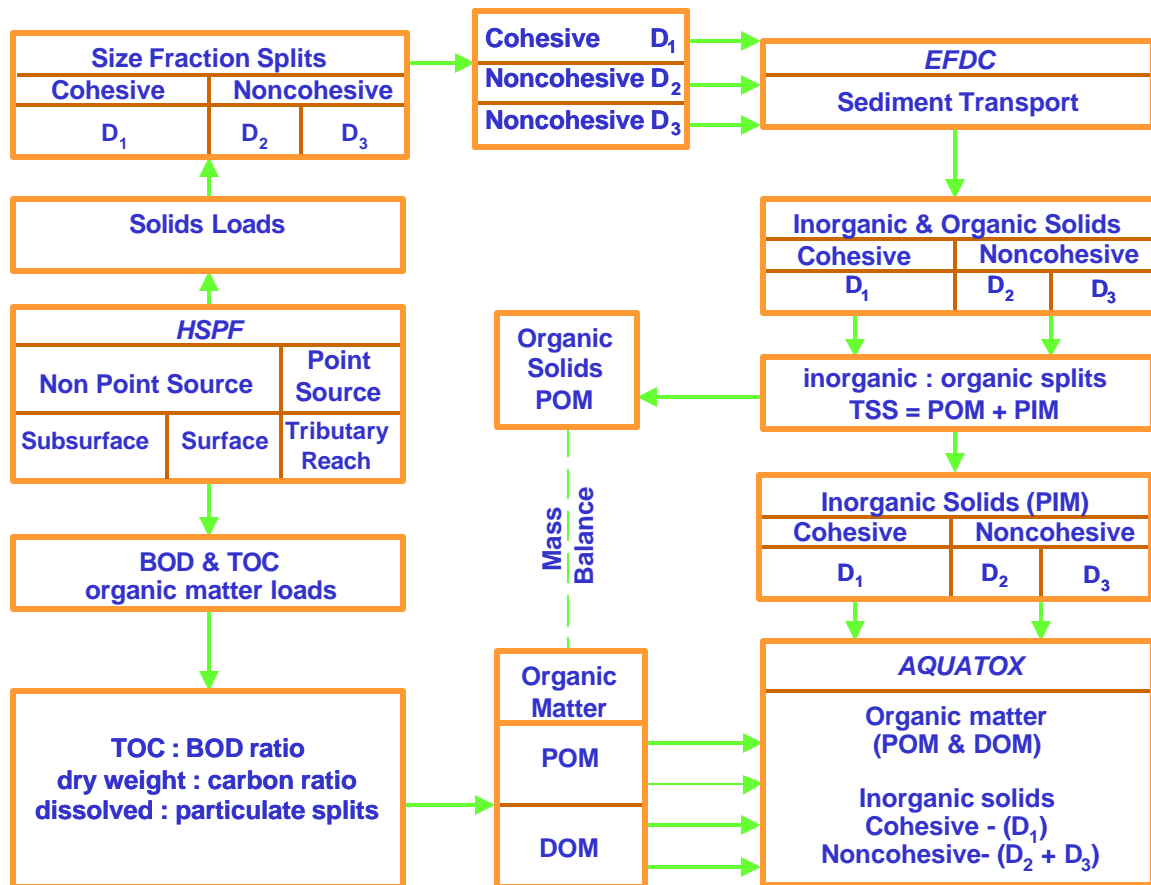 Size Fraction Splits
Cohesive Noncohesive
D1 D2 D3
Cohesive D1
Noncohesive D2
Noncohesive D3
EFDC
Sediment Transport
Solids Loads
Inorganic & Organic Solids
Cohesive Noncohesive
D1 D2 D3
HSPF
Non Point Source
Point
Source
Subsurface Surface
Tributary
Reach
Organic
Solids
POM
inorganic : organic splits
TSS = POM + PIM
Mass
Balance
Inorganic Solids (PIM)
Cohesive Noncohesive
D1 D2 D3
BOD & TOC
organic matter loads
TOC : BOD ratio
dry weight : carbon ratio
dissolved : particulate splits
Organic
Matter
POM
DOM
AQUATOX
Organic matter
(POM & DOM)
Inorganic solids
Cohesive - (D1)
Noncohesive- (D2 + D3)